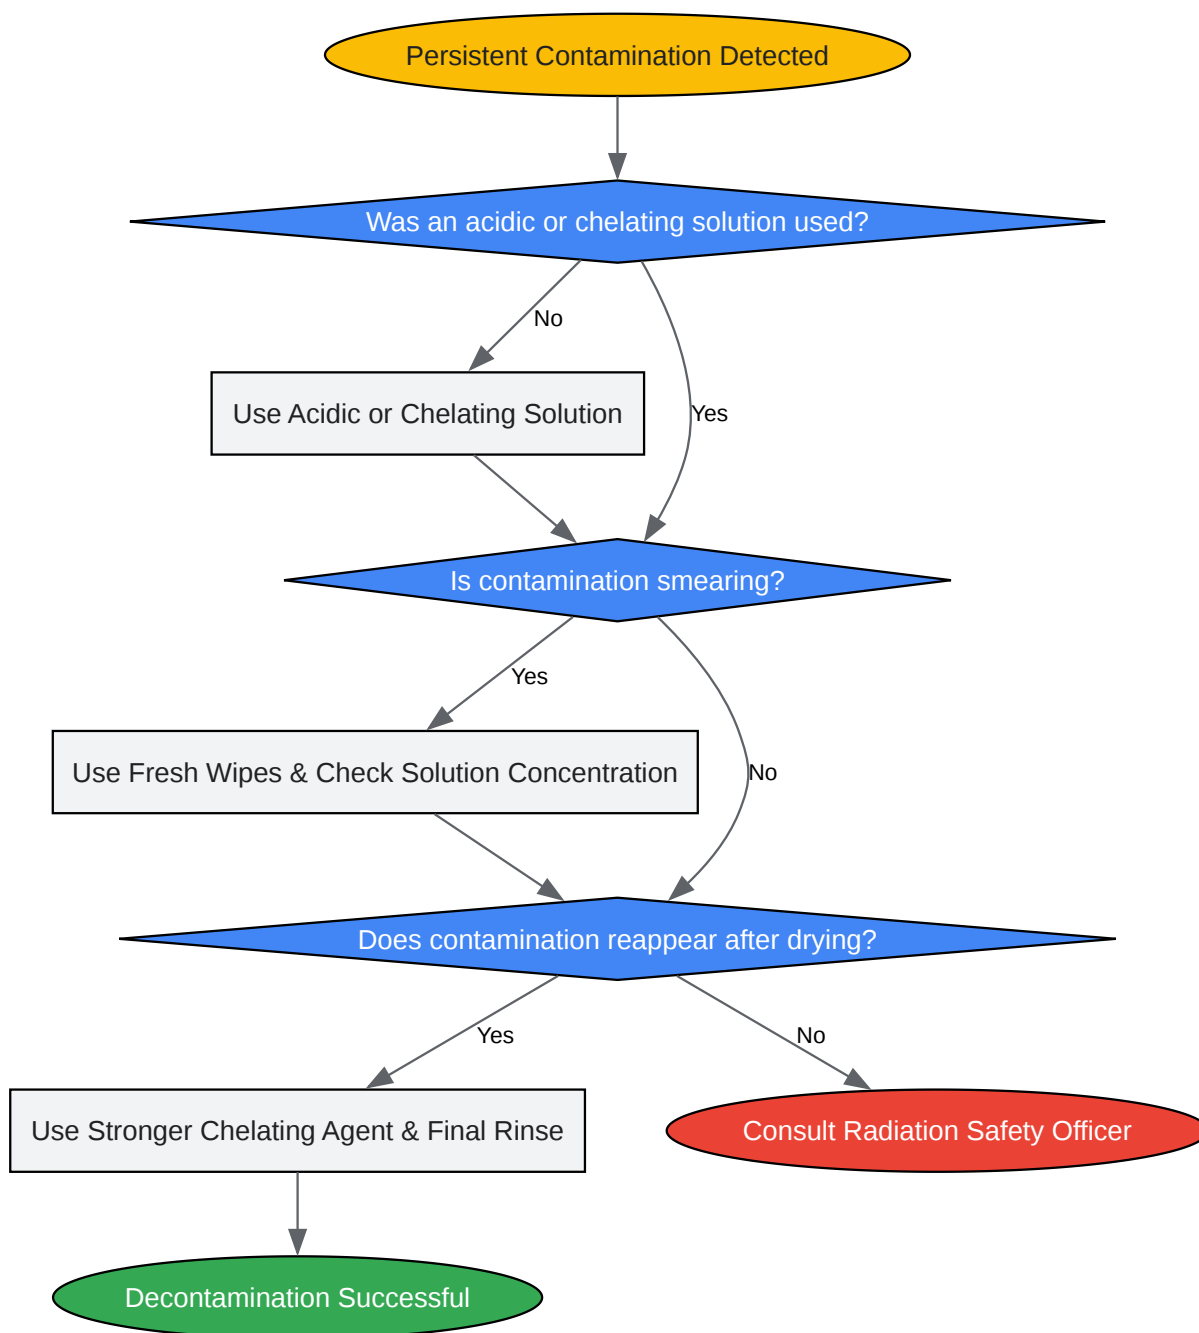 Persistent Contamination Detected
Was an acidic or chelating solution used?
No
Use Acidic or Chelating Solution
Yes
Is contamination smearing?
Yes
Use Fresh Wipes & Check Solution Concentration
No
Does contamination reappear after drying?
Yes
No
Use Stronger Chelating Agent & Final Rinse
Consult Radiation Safety Officer
Decontamination Successful